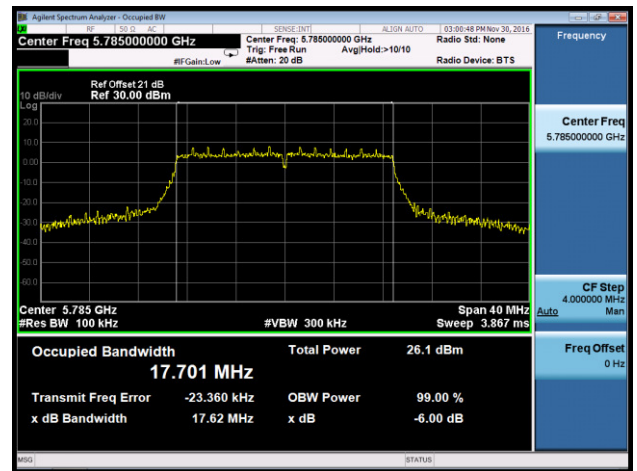 Agilent Spectrum Analyzer - Occupied BW
RF 50 Ω AC SENSE:INT ALIGN AUTO 03:00:48 PM Nov 30, 2016
Center Freq 5.785000000 GHz Center Freq: 5.785000000 GHz Radio Std: None Frequency
Trig: Free Run Avg|Hold:>10/10
#IFGain:Low #Atten: 20 dB Radio Device: BTS
Ref Offset 21 dB
10 dB/div Ref 30.00 dBm
Log
20.0
10.0
0.00
-10.0
-20.0
-30.0
-40.0
-50.0
-60.0
Center Freq
5.785000000 GHz
Center 5.785 GHz Span 40 MHz
#Res BW 100 kHz #VBW 300 kHz Sweep 3.867 ms
CF Step
4.000000 MHz
Auto Man
Occupied Bandwidth Total Power 26.1 dBm
17.701 MHz
Transmit Freq Error -23.360 kHz OBW Power 99.00 %
x dB Bandwidth 17.62 MHz x dB -6.00 dB
Freq Offset
0 Hz
MSG STATUS